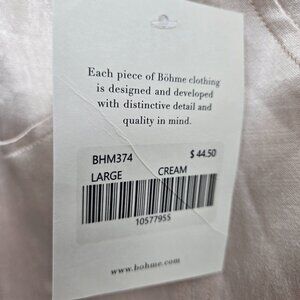 Each piece of Böhme clothing
is designed and developed
with distinctive detail and
quality in mind.
BHM374 $ 44.50
LARGE CREAM
10577955
www.bohme.com